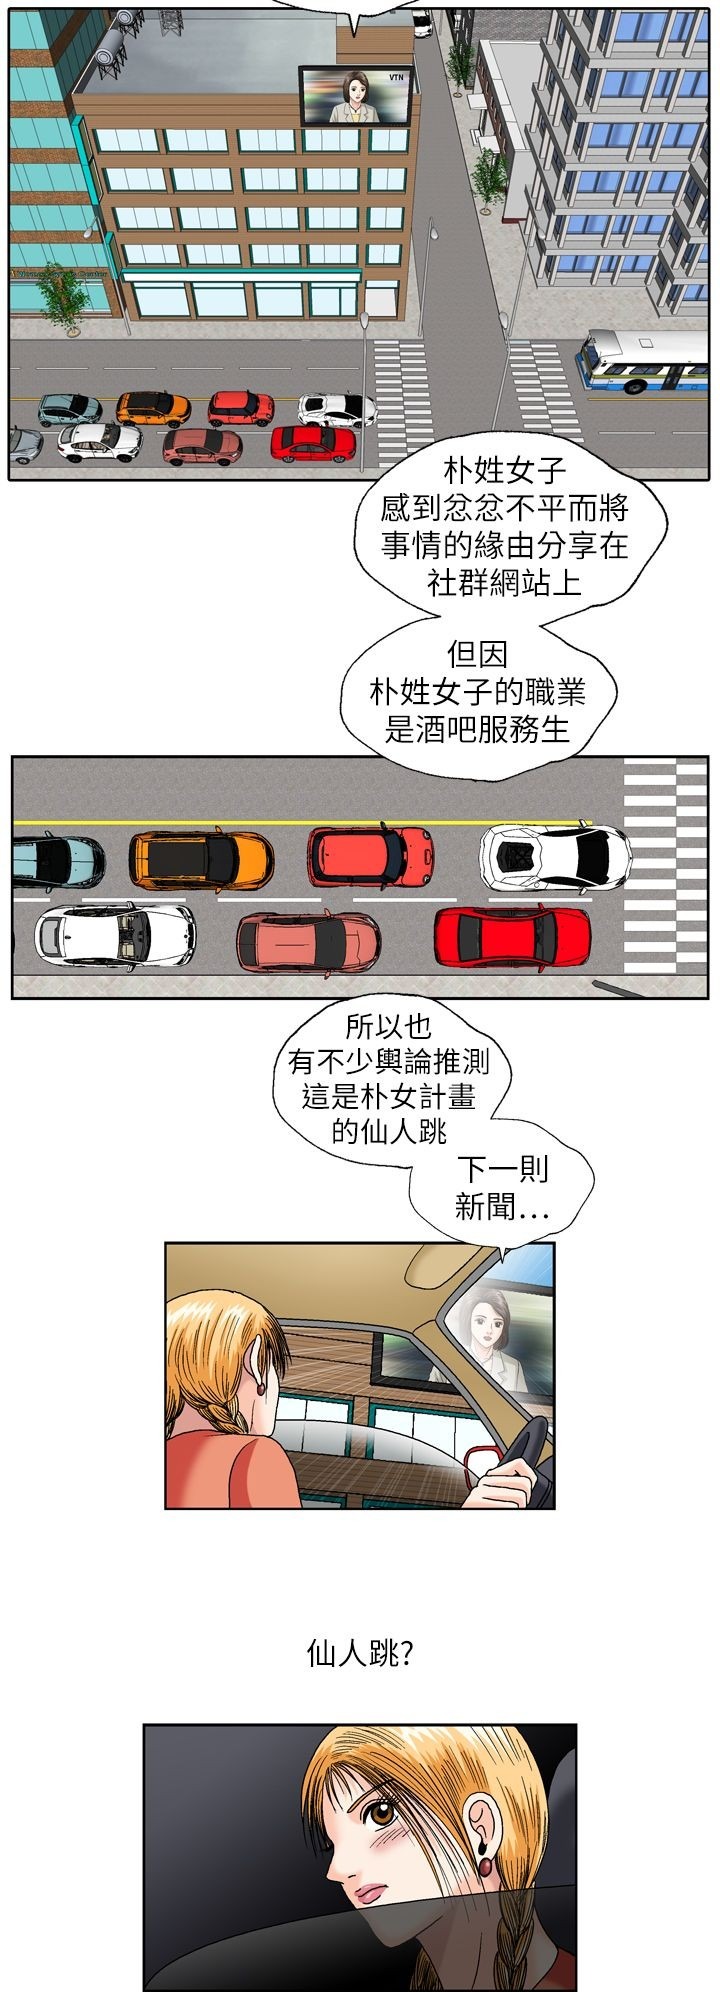 VTN
朴姓女子
感到忿忿不平而將
事情的緣由分享在
社群網站上
但因
朴姓女子的職業
是酒吧服務生
所以也
有不少輿論推測
這是朴女計畫
的仙人跳
下一則
新聞...
仙人跳?